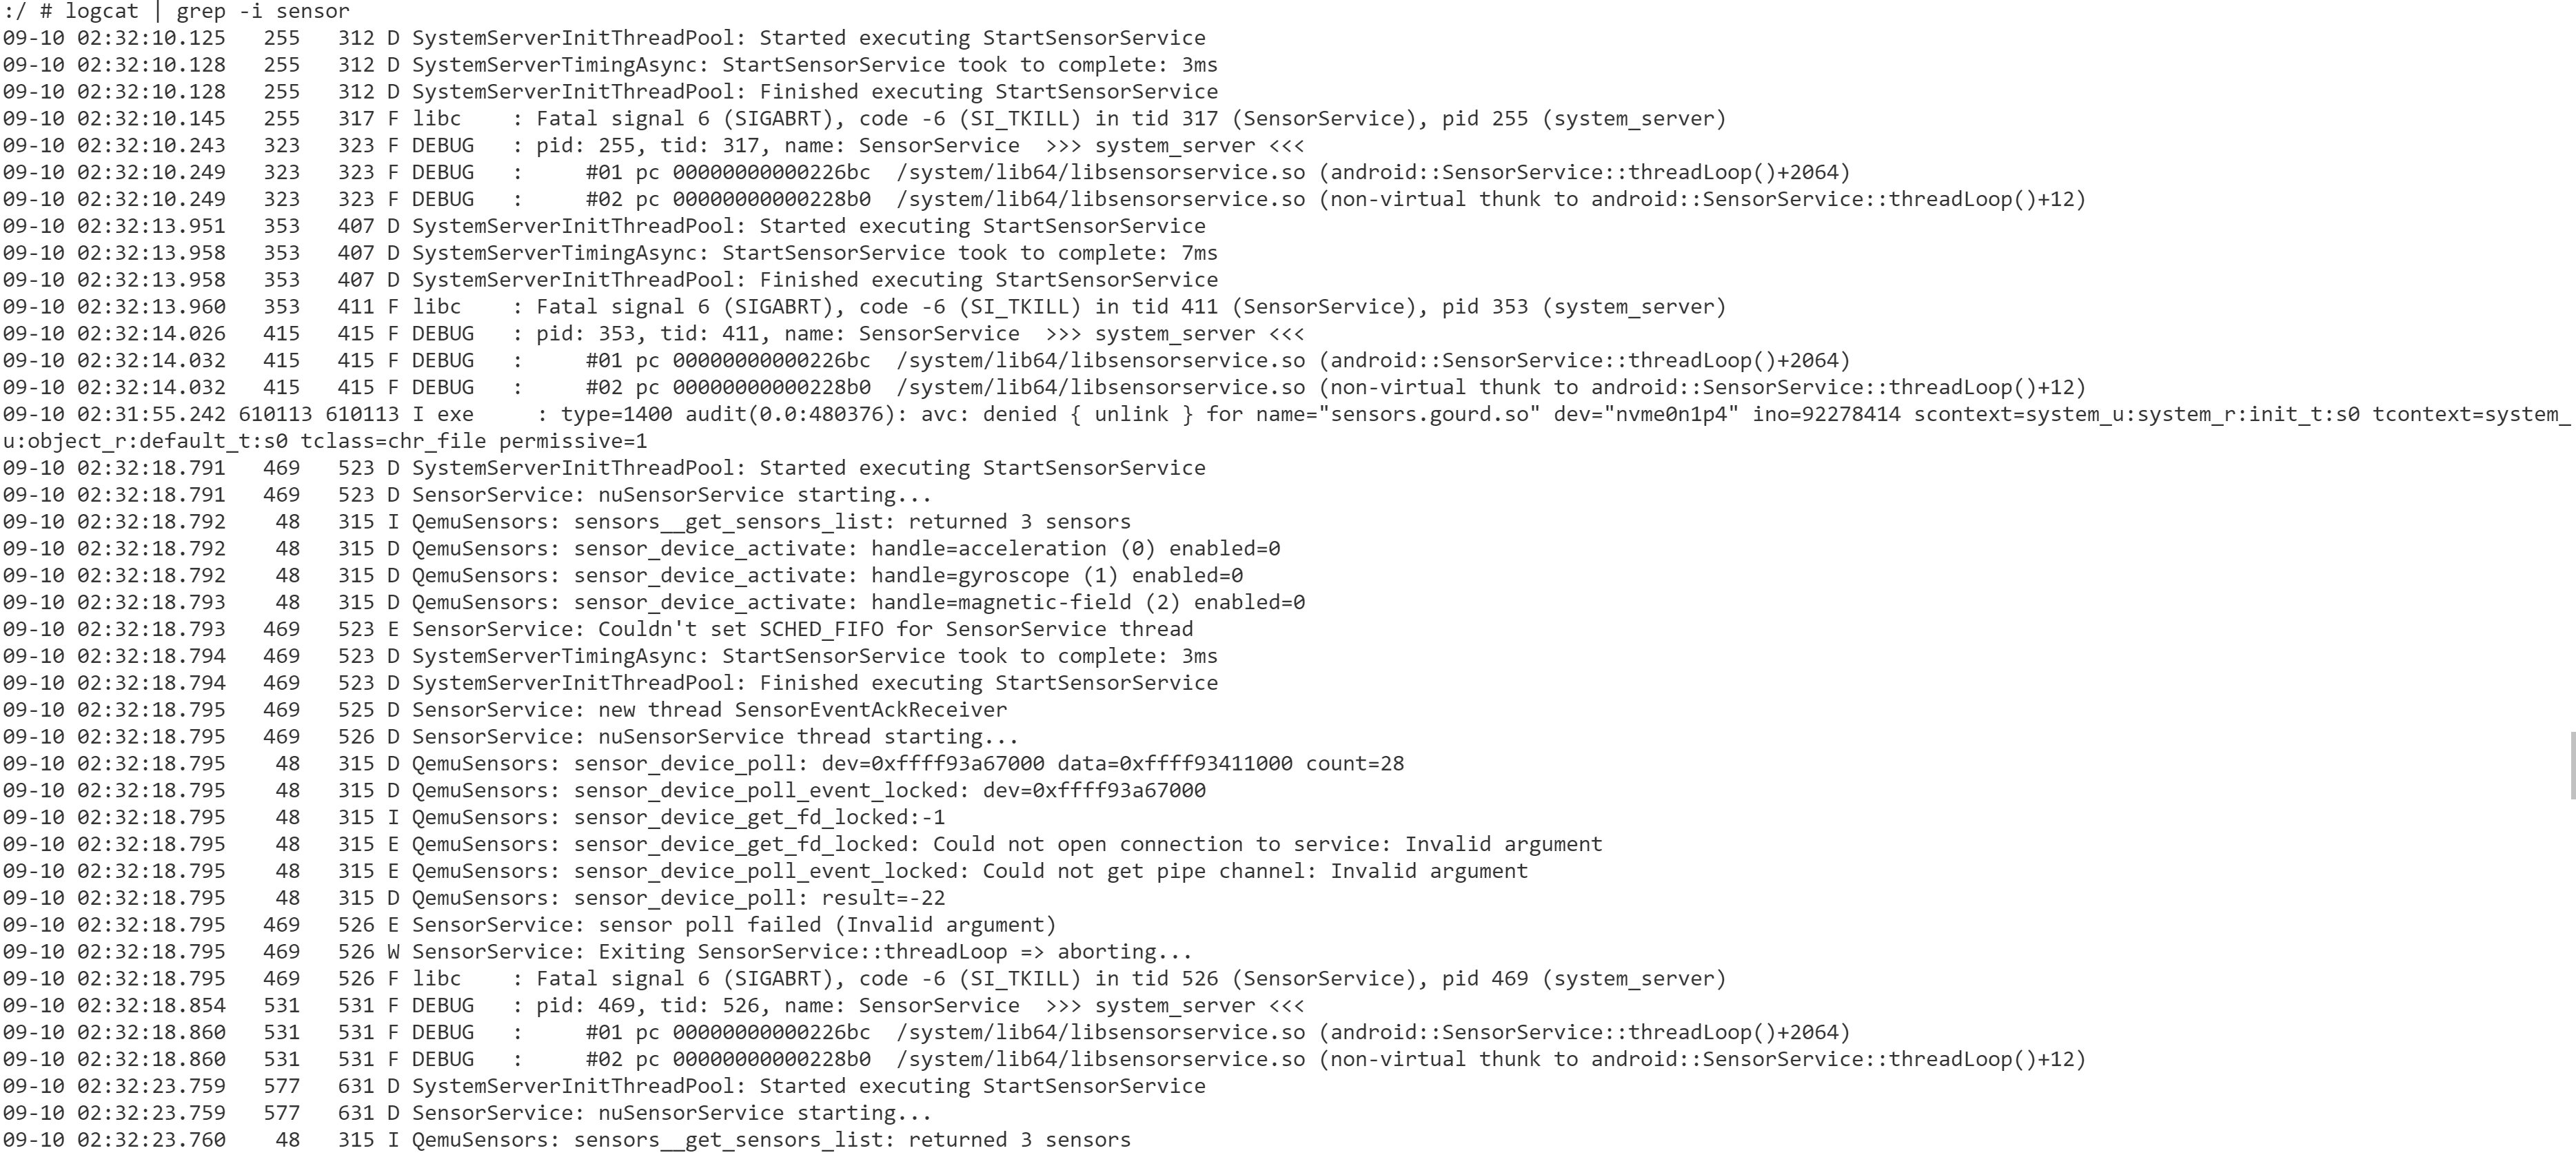 :/ # logcat | grep -i sensor
09-10 02:32:10.125   255   312 D SystemServerInitThreadPool: Started executing StartSensorService
09-10 02:32:10.128   255   312 D SystemServerTimingAsync: StartSensorService took to complete: 3ms
09-10 02:32:10.128   255   312 D SystemServerInitThreadPool: Finished executing StartSensorService
09-10 02:32:10.145   255   317 F libc    : Fatal signal 6 (SIGABRT), code -6 (SI_TKILL) in tid 317 (SensorService), pid 255 (system_server)
09-10 02:32:10.243   323   323 F DEBUG   : pid: 255, tid: 317, name: SensorService  >>> system_server <<<
09-10 02:32:10.249   323   323 F DEBUG   :     #01 pc 00000000000226bc  /system/lib64/libsensorservice.so (android::SensorService::threadLoop()+2064)
09-10 02:32:10.249   323   323 F DEBUG   :     #02 pc 00000000000228b0  /system/lib64/libsensorservice.so (non-virtual thunk to android::SensorService::threadLoop()+12)
09-10 02:32:13.951   353   407 D SystemServerInitThreadPool: Started executing StartSensorService
09-10 02:32:13.958   353   407 D SystemServerTimingAsync: StartSensorService took to complete: 7ms
09-10 02:32:13.958   353   407 D SystemServerInitThreadPool: Finished executing StartSensorService
09-10 02:32:13.960   353   411 F libc    : Fatal signal 6 (SIGABRT), code -6 (SI_TKILL) in tid 411 (SensorService), pid 353 (system_server)
09-10 02:32:14.026   415   415 F DEBUG   : pid: 353, tid: 411, name: SensorService  >>> system_server <<<
09-10 02:32:14.032   415   415 F DEBUG   :     #01 pc 00000000000226bc  /system/lib64/libsensorservice.so (android::SensorService::threadLoop()+2064)
09-10 02:32:14.032   415   415 F DEBUG   :     #02 pc 00000000000228b0  /system/lib64/libsensorservice.so (non-virtual thunk to android::SensorService::threadLoop()+12)
09-10 02:31:55.242 610113 610113 I exe     : type=1400 audit(0.0:480376): avc: denied { unlink } for name="sensors.gourd.so" dev="nvme0n1p4" ino=92278414 scontext=system_u:system_r:init_t:s0 tcontext=system_
u:object_r:default_t:s0 tclass=chr_file permissive=1
09-10 02:32:18.791   469   523 D SystemServerInitThreadPool: Started executing StartSensorService
09-10 02:32:18.791   469   523 D SensorService: nuSensorService starting...
09-10 02:32:18.792    48   315 I QemuSensors: sensors__get_sensors_list: returned 3 sensors
09-10 02:32:18.792    48   315 D QemuSensors: sensor_device_activate: handle=acceleration (0) enabled=0
09-10 02:32:18.792    48   315 D QemuSensors: sensor_device_activate: handle=gyroscope (1) enabled=0
09-10 02:32:18.793    48   315 D QemuSensors: sensor_device_activate: handle=magnetic-field (2) enabled=0
09-10 02:32:18.793   469   523 E SensorService: Couldn't set SCHED_FIFO for SensorService thread
09-10 02:32:18.794   469   523 D SystemServerTimingAsync: StartSensorService took to complete: 3ms
09-10 02:32:18.794   469   523 D SystemServerInitThreadPool: Finished executing StartSensorService
09-10 02:32:18.795   469   525 D SensorService: new thread SensorEventAckReceiver
09-10 02:32:18.795   469   526 D SensorService: nuSensorService thread starting...
09-10 02:32:18.795    48   315 D QemuSensors: sensor_device_poll: dev=0xffff93a67000 data=0xffff93411000 count=28
09-10 02:32:18.795    48   315 D QemuSensors: sensor_device_poll_event_locked: dev=0xffff93a67000
09-10 02:32:18.795    48   315 I QemuSensors: sensor_device_get_fd_locked:-1
09-10 02:32:18.795    48   315 E QemuSensors: sensor_device_get_fd_locked: Could not open connection to service: Invalid argument
09-10 02:32:18.795    48   315 E QemuSensors: sensor_device_poll_event_locked: Could not get pipe channel: Invalid argument
09-10 02:32:18.795    48   315 D QemuSensors: sensor_device_poll: result=-22
09-10 02:32:18.795   469   526 E SensorService: sensor poll failed (Invalid argument)
09-10 02:32:18.795   469   526 W SensorService: Exiting SensorService::threadLoop => aborting...
09-10 02:32:18.795   469   526 F libc    : Fatal signal 6 (SIGABRT), code -6 (SI_TKILL) in tid 526 (SensorService), pid 469 (system_server)
09-10 02:32:18.854   531   531 F DEBUG   : pid: 469, tid: 526, name: SensorService  >>> system_server <<<
09-10 02:32:18.860   531   531 F DEBUG   :     #01 pc 00000000000226bc  /system/lib64/libsensorservice.so (android::SensorService::threadLoop()+2064)
09-10 02:32:18.860   531   531 F DEBUG   :     #02 pc 00000000000228b0  /system/lib64/libsensorservice.so (non-virtual thunk to android::SensorService::threadLoop()+12)
09-10 02:32:23.759   577   631 D SystemServerInitThreadPool: Started executing StartSensorService
09-10 02:32:23.759   577   631 D SensorService: nuSensorService starting...
09-10 02:32:23.760    48   315 I QemuSensors: sensors__get_sensors_list: returned 3 sensors